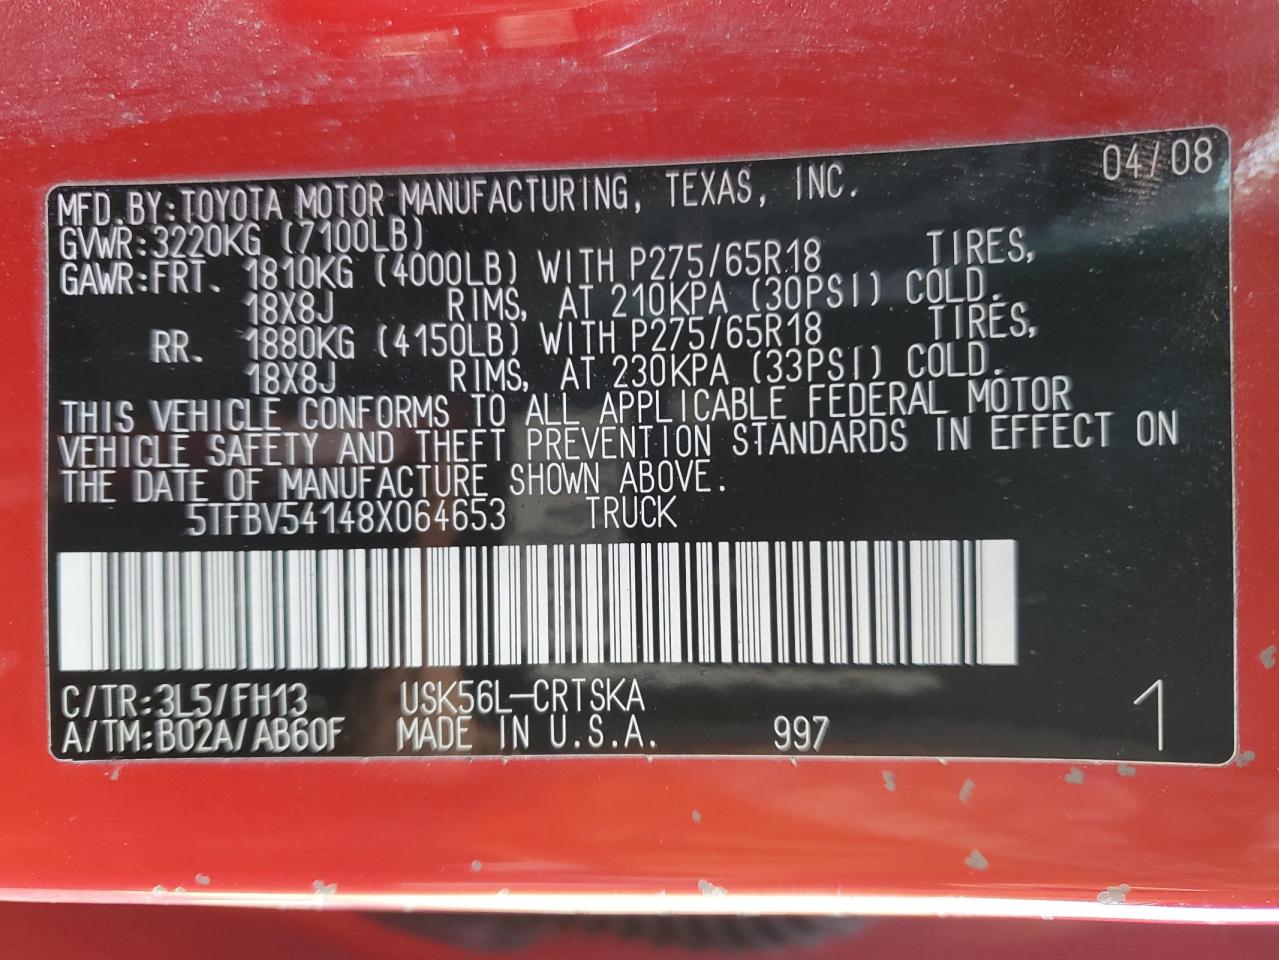 04/08
MFD.BY:TOYOTA MOTOR MANUFACTURING, TEXAS, INC.
GVWR:3220KG (7100LB)
GAWR:FRT. 1810KG (4000LB) WITH P275/65R18 TIRES,
18X8J RIMS, AT 210KPA (30PSI) COLD.
RR. 1880KG (4150LB) WITH P275/65R18 TIRES,
18X8J RIMS, AT 230KPA (33PSI) COLD.
THIS VEHICLE CONFORMS TO ALL APPLICABLE FEDERAL MOTOR
VEHICLE SAFETY AND THEFT PREVENTION STANDARDS IN EFFECT ON
THE DATE OF MANUFACTURE SHOWN ABOVE.
5TFBV54148X064653 TRUCK
C/TR:3L5/FH13 USK56L-CRTSKA
A/TM:B02A/AB60F MADE IN U.S.A. 997 1